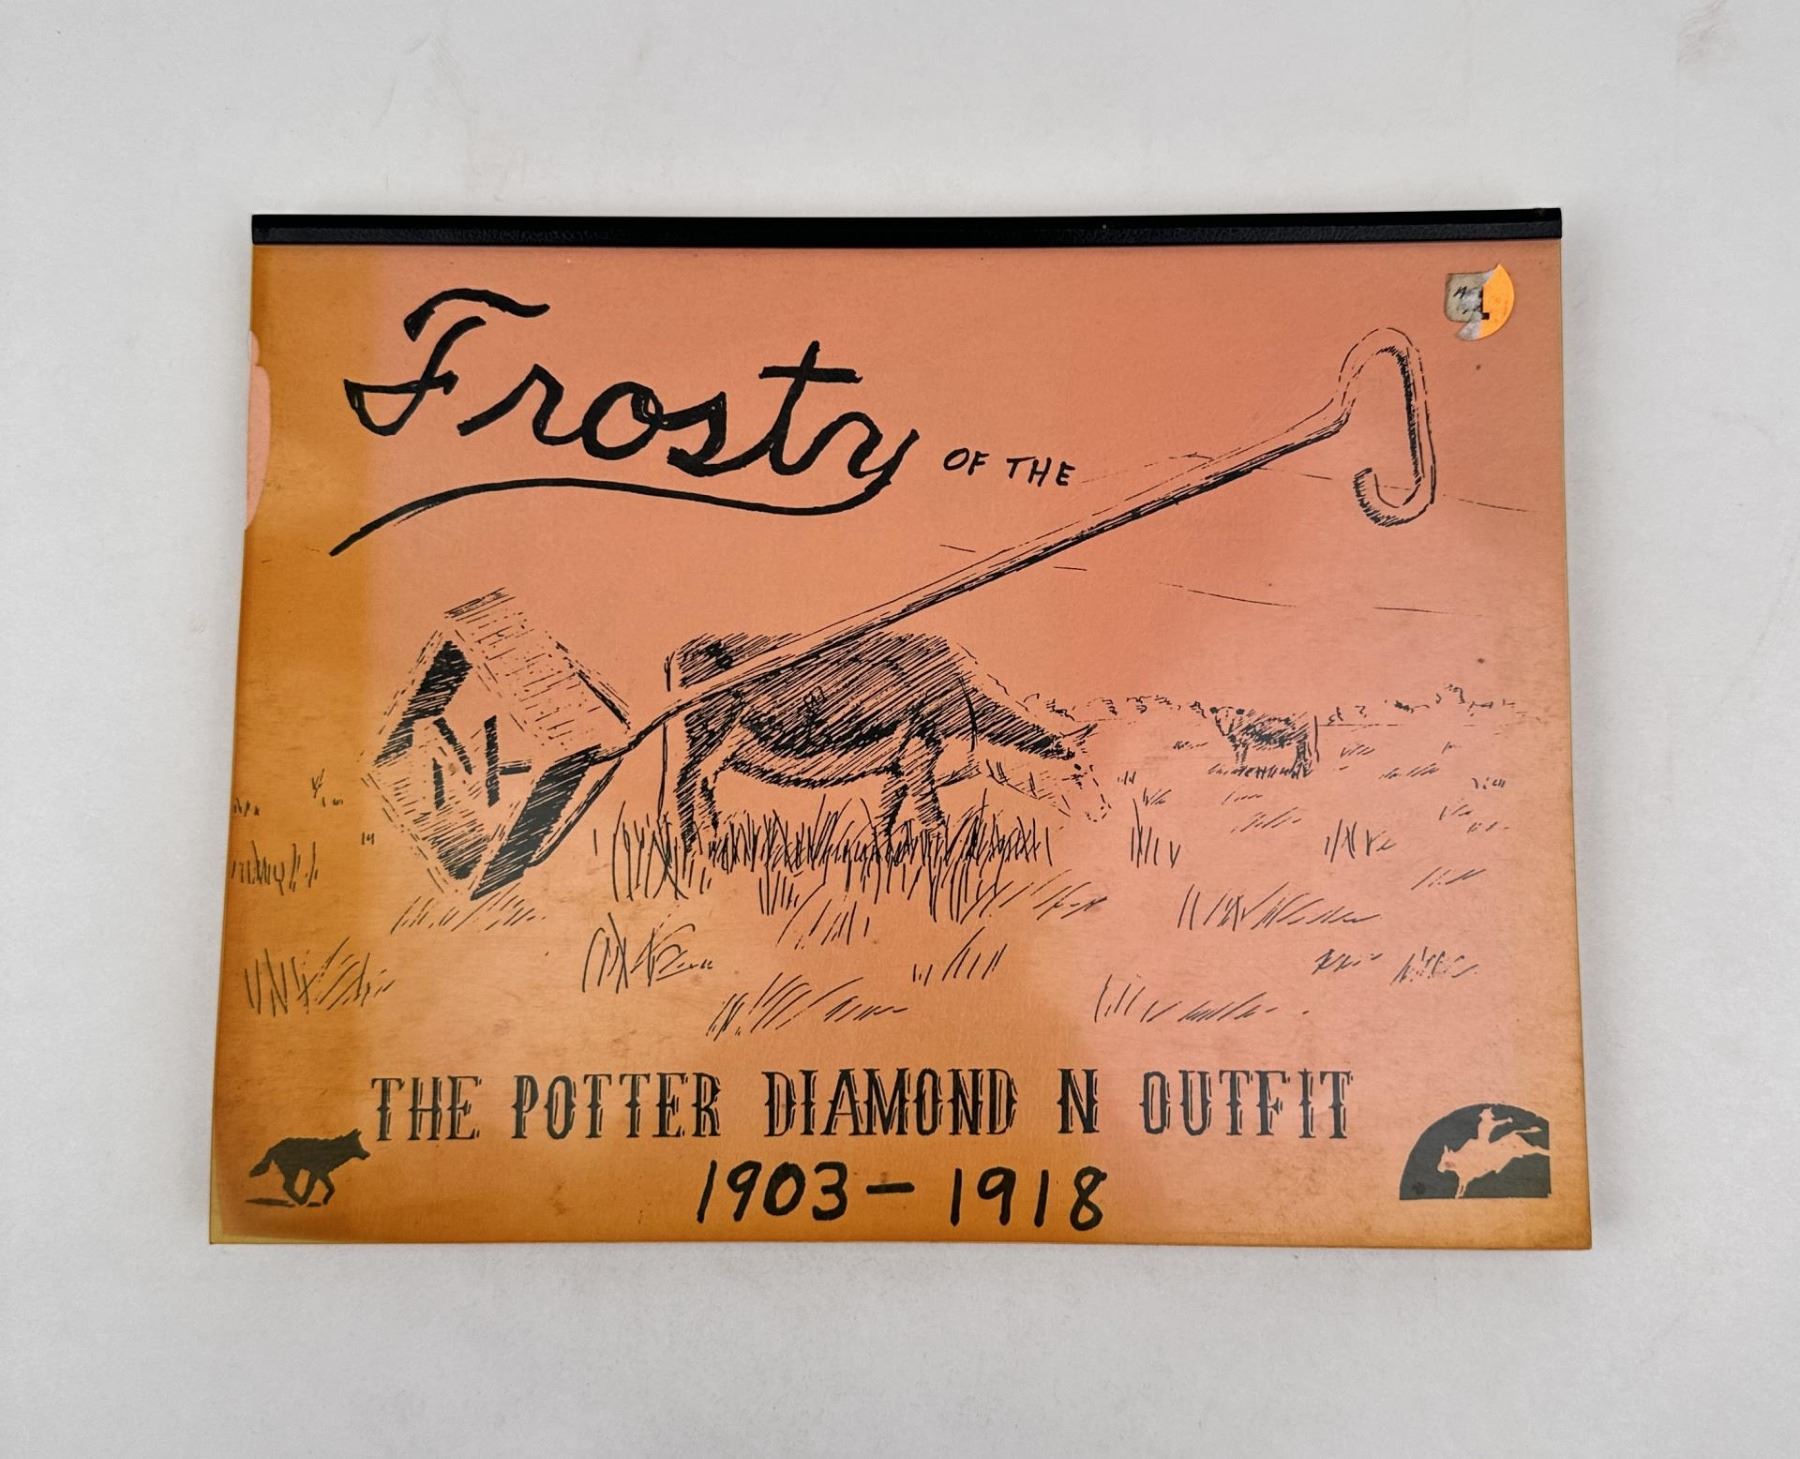 Frosty OF THE
N
THE POTTER DIAMOND N OUTFIT
1903-1918